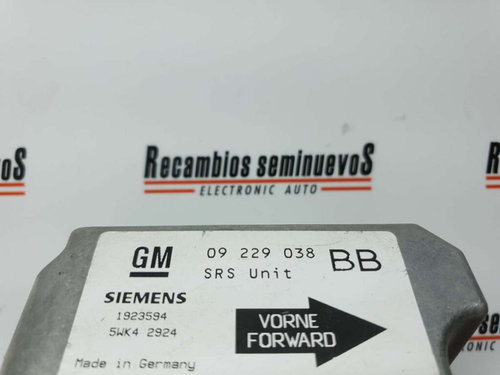 Recambios seminuevoS
ELECTRONIC AUTO
GM
09 229 038
BB
SRS Unit
SIEMENS
1923594
5WK4 2924
VORNE
FORWARD
Made in Germany